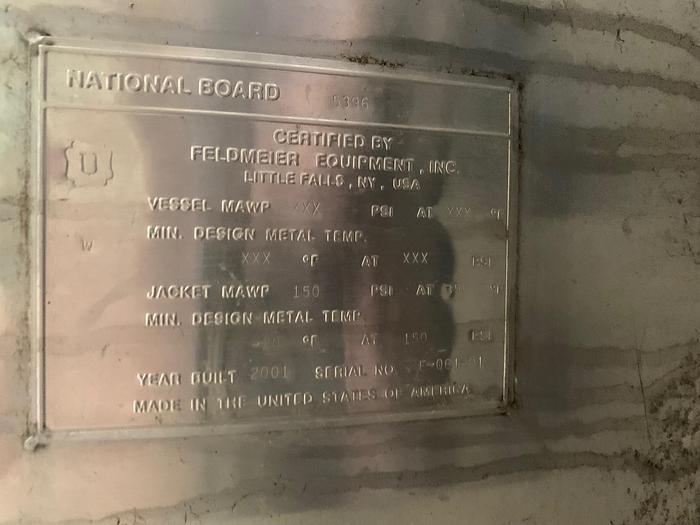 NATIONAL BOARD 5396
CERTIFIED BY
U
FELDMEIER EQUIPMENT, INC.
LITTLE FALLS, NY, USA
VESSEL MAWP XXX PSI AT XXX °F
W
MIN. DESIGN METAL TEMP.
XXX °F AT XXX PSI
JACKET MAWP 150 PSI AT °F
MIN. DESIGN METAL TEMP.
°F AT 150 PSI
YEAR BUILT 2001 SERIAL NO.
MADE IN THE UNITED STATES OF AMERICA